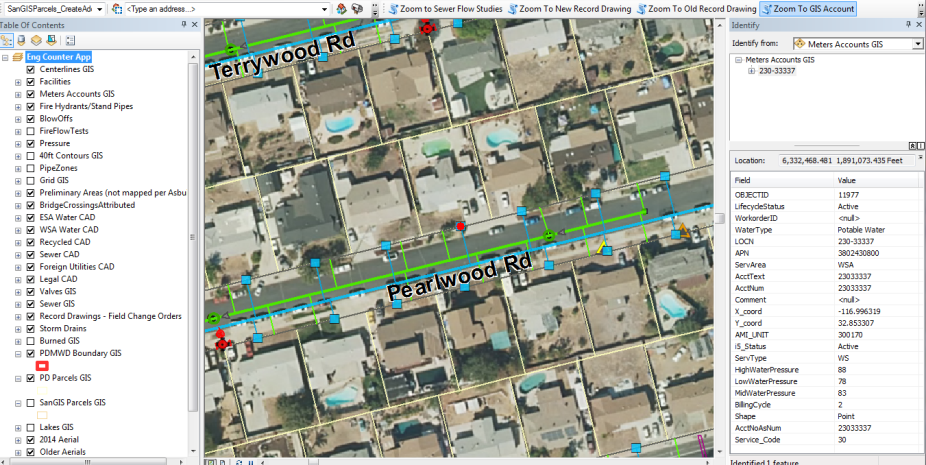 SanGISParcels_CreateAdı
<Type an address...>
Zoom to Sewer Flow Studies
Zoom To New Record Drawing
Zoom To Old Record Drawing
Zoom To GIS Account
Table Of Contents
Eng Counter App
Centerlines GIS
Facilities
Meters Accounts GIS
Fire Hydrants/Stand Pipes
BlowOffs
FireFlowTests
Pressure
40ft Contours GIS
PipeZones
Grid GIS
Preliminary Areas (not mapped per Asbu
BridgeCrossingsAttributed
ESA Water CAD
WSA Water CAD
Recycled CAD
Sewer CAD
Foreign Utilities CAD
Legal CAD
Valves GIS
Sewer GIS
Record Drawings - Field Change Orders
Storm Drains
Burned GIS
PDMWD Boundary GIS
PD Parcels GIS
SanGIS Parcels GIS
Lakes GIS
2014 Aerial
Older Aerials
Terrywood Rd
Pearlwood Rd
Identify
Identify from: Meters Accounts GIS
Meters Accounts GIS
230-33337
Location: 6,332,468.481 1,891,073.435 Feet
Field Value
OBJECTID 11977
LifecycleStatus Active
WorkorderID <null>
WaterType Potable Water
LOCN 230-33337
APN 3802430800
ServArea WSA
AcctText 23033337
AcctNum 23033337
Comment <null>
X_coord -116.996319
Y_coord 32.853307
AMI_UNIT 300170
i5_Status Active
ServType WS
HighWaterPressure 88
LowWaterPressure 78
MidWaterPressure 83
BillingCycle 2
Shape Point
AcctNoAsNum 23033337
Service_Code 30
Identified 1 feature